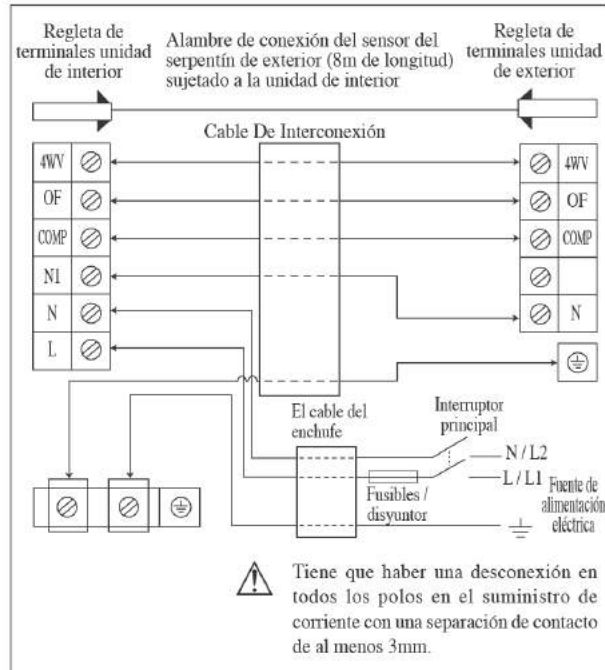 Regleta de
terminales unidad
de interior
Alambre de conexión del sensor del
serpentín de exterior (8m de longitud)
sujetado a la unidad de interior
Regleta de
terminales unidad
de exterior
Cable De Interconexión
4WV
OF
COMP
N1
N
L
4WV
OF
COMP
N
El cable del
enchufe
Interruptor
principal
N / L2
L / L1
Fusibles /
disyuntor
Fuente de
alimentación
eléctrica
Tiene que haber una desconexión en
todos los polos en el suministro de
corriente con una separación de contacto
de al menos 3mm.